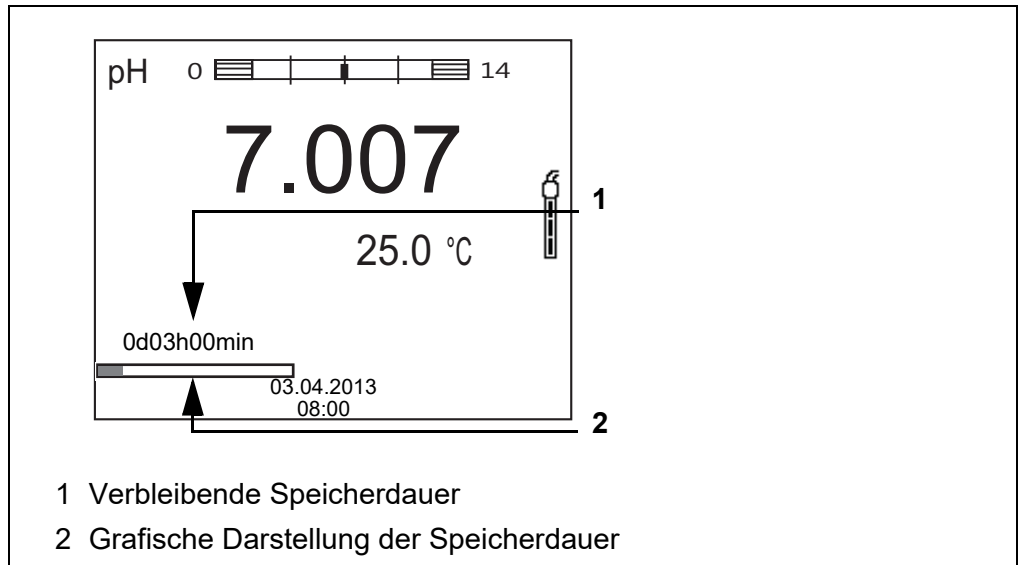 pH 0 14
7.007
1
25.0 °C
0d03h00min
03.04.2013
08:00
2
1 Verbleibende Speicherdauer
2 Grafische Darstellung der Speicherdauer